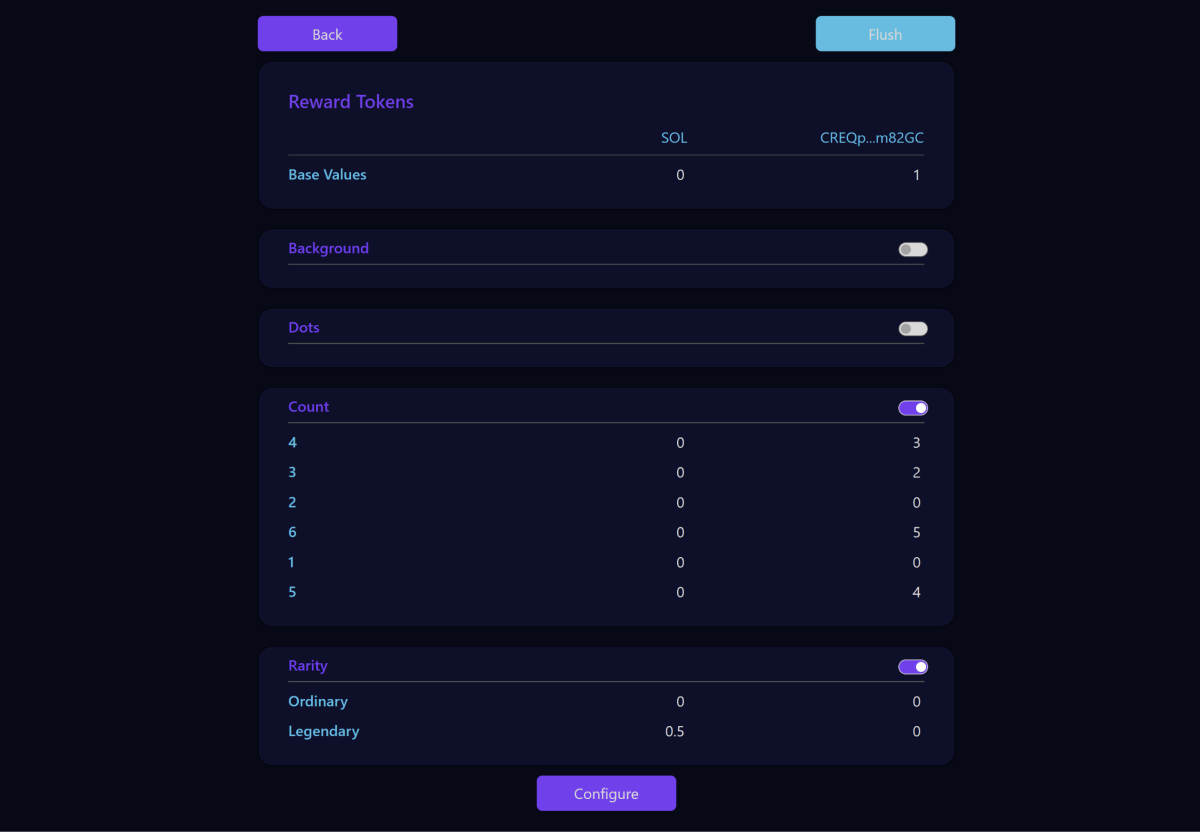 Back Flush
Reward Tokens
SOL CREQp...m82GC
Base Values 0 1
Background
Dots
Count
4 0 3
3 0 2
2 0 0
6 0 5
1 0 0
5 0 4
Rarity
Ordinary 0 0
Legendary 0.5 0
Configure